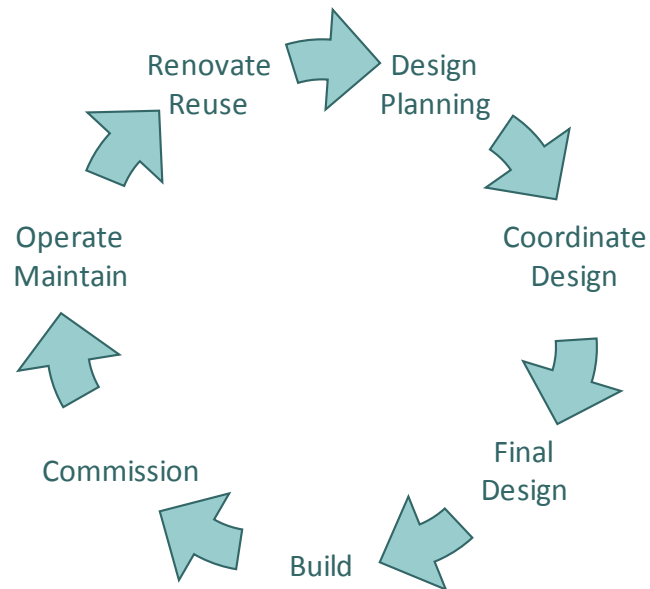 Renovate
Reuse
Design
Planning
Coordinate
Design
Final
Design
Build
Commission
Operate
Maintain